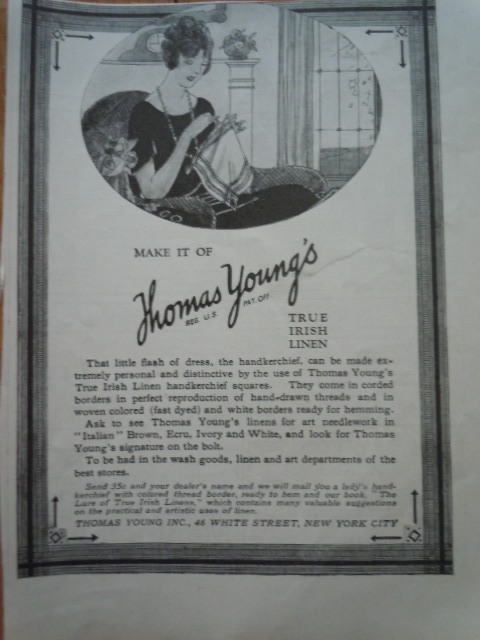 MAKE IT OF
Thomas Young's
REG. U.S. PAT. OFF.
TRUE
IRISH
LINEN
That little flash of dress, the handkerchief, can be made ex-
tremely personal and distinctive by the use of Thomas Young's
True Irish Linen handkerchief squares. They come in corded
borders in perfect reproduction of hand-drawn threads and in
woven colored (fast dyed) and white borders ready for hemming.
Ask to see Thomas Young's linens for art needlework in
"Italian" Brown, Ecru, Ivory and White, and look for Thomas
Young's signature on the bolt.
To be had in the wash goods, linen and art departments of the
best stores.
Send 35c and your dealer's name and we will mail you a lady's hand-
kerchief with colored thread border, ready to hem and our book, "The
Lure of True Irish Linens," which contains many valuable suggestions
on the practical and artistic uses of linen.
THOMAS YOUNG INC., 46 WHITE STREET, NEW YORK CITY